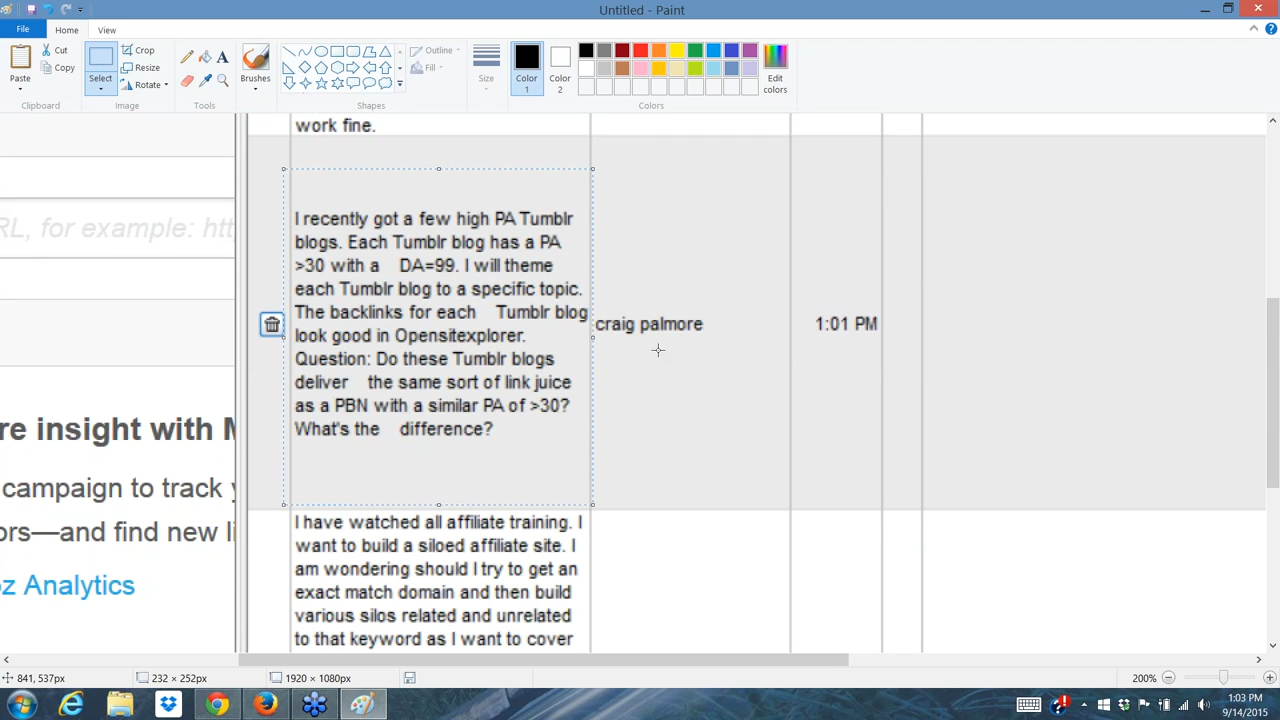 Untitled - Paint
File
Home
View
Paste
Cut
Copy
Clipboard
Select
Crop
Resize
Rotate
Image
Tools
Brushes
Outline
Fill
Shapes
Size
Color 1
Color 2
Edit colors
Colors
work fine.
RL, for example: htt
I recently got a few high PA Tumblr
blogs. Each Tumblr blog has a PA
>30 with a DA=99. I will theme
each Tumblr blog to a specific topic.
The backlinks for each Tumblr blog
look good in Opensitexplorer.
Question: Do these Tumblr blogs
deliver the same sort of link juice
as a PBN with a similar PA of >30?
What's the difference?
craig palmore
1:01 PM
re insight with M
campaign to track y
ors—and find new li
oz Analytics
I have watched all affiliate training. I
want to build a siloed affiliate site. I
am wondering should I try to get an
exact match domain and then build
various silos related and unrelated
to that keyword as I want to cover
841, 537px
232 × 252px
1920 × 1080px
200%
1:03 PM
9/14/2015